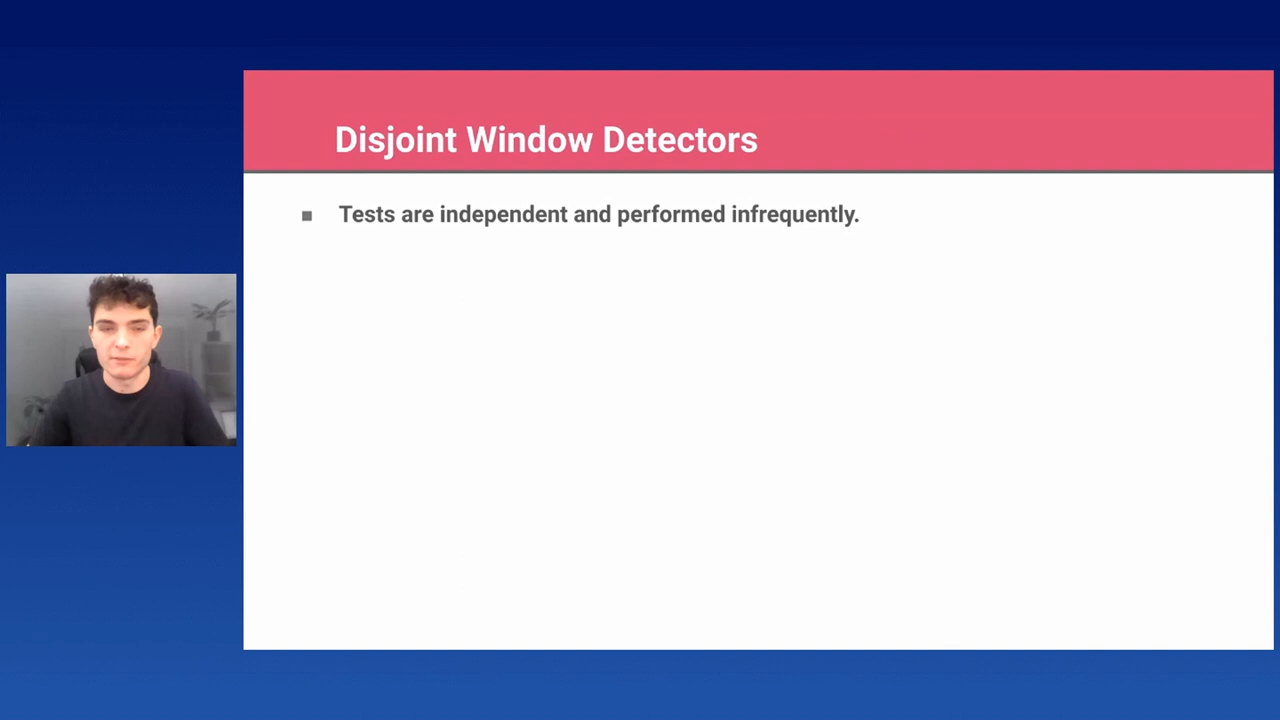 Disjoint Window Detectors
Tests are independent and performed infrequently.